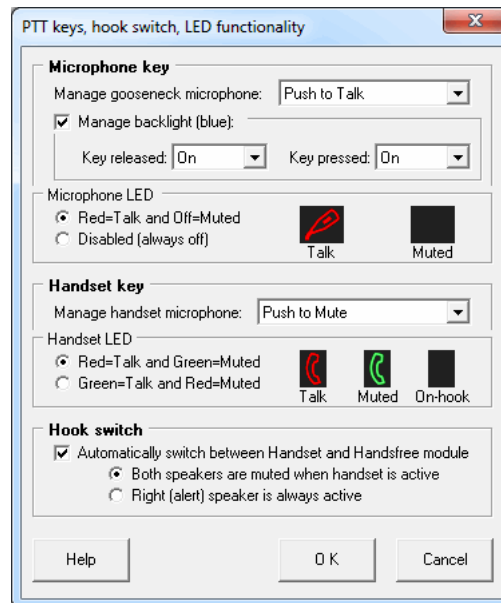 PTT keys, hook switch, LED functionality
Microphone key
Manage gooseneck microphone: Push to Talk
Manage backlight (blue):
Key released: On Key pressed: On
Microphone LED
Red=Talk and Off=Muted
Disabled (always off)
Talk Muted
Handset key
Manage handset microphone: Push to Mute
Handset LED
Red=Talk and Green=Muted
Green=Talk and Red=Muted
Talk Muted On-hook
Hook switch
Automatically switch between Handset and Handsfree module
Both speakers are muted when handset is active
Right (alert) speaker is always active
Help O K Cancel